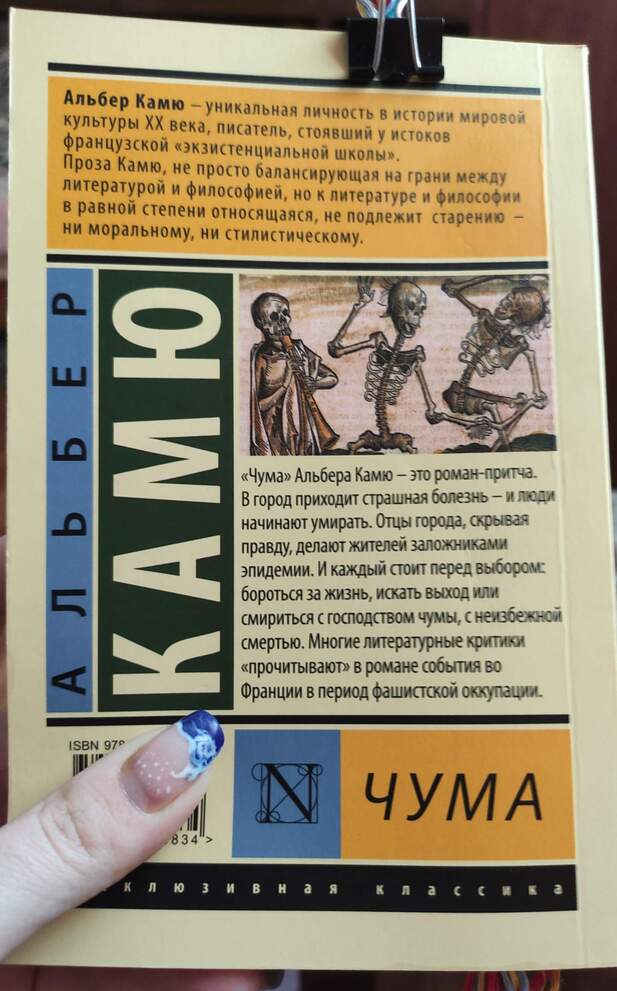 Альбер Камю – уникальная личность в истории мировой
культуры XX века, писатель, стоявший у истоков
французской «экзистенциальной школы».
Проза Камю, не просто балансирующая на грани между
литературой и философией, но к литературе и философии
в равной степени относящаяся, не подлежит старению –
ни моральному, ни стилистическому.
АЛЬБЕР
КАМЮ
«Чума» Альбера Камю – это роман-притча.
В город приходит страшная болезнь – и люди
начинают умирать. Отцы города, скрывая
правду, делают жителей заложниками
эпидемии. И каждый стоит перед выбором:
бороться за жизнь, искать выход или
смириться с господством чумы, с неизбежной
смертью. Многие литературные критики
«прочитывают» в романе события во
Франции в период фашистской оккупации.
ISBN 978
834 >
N
ЧУМА
клюзивная классика